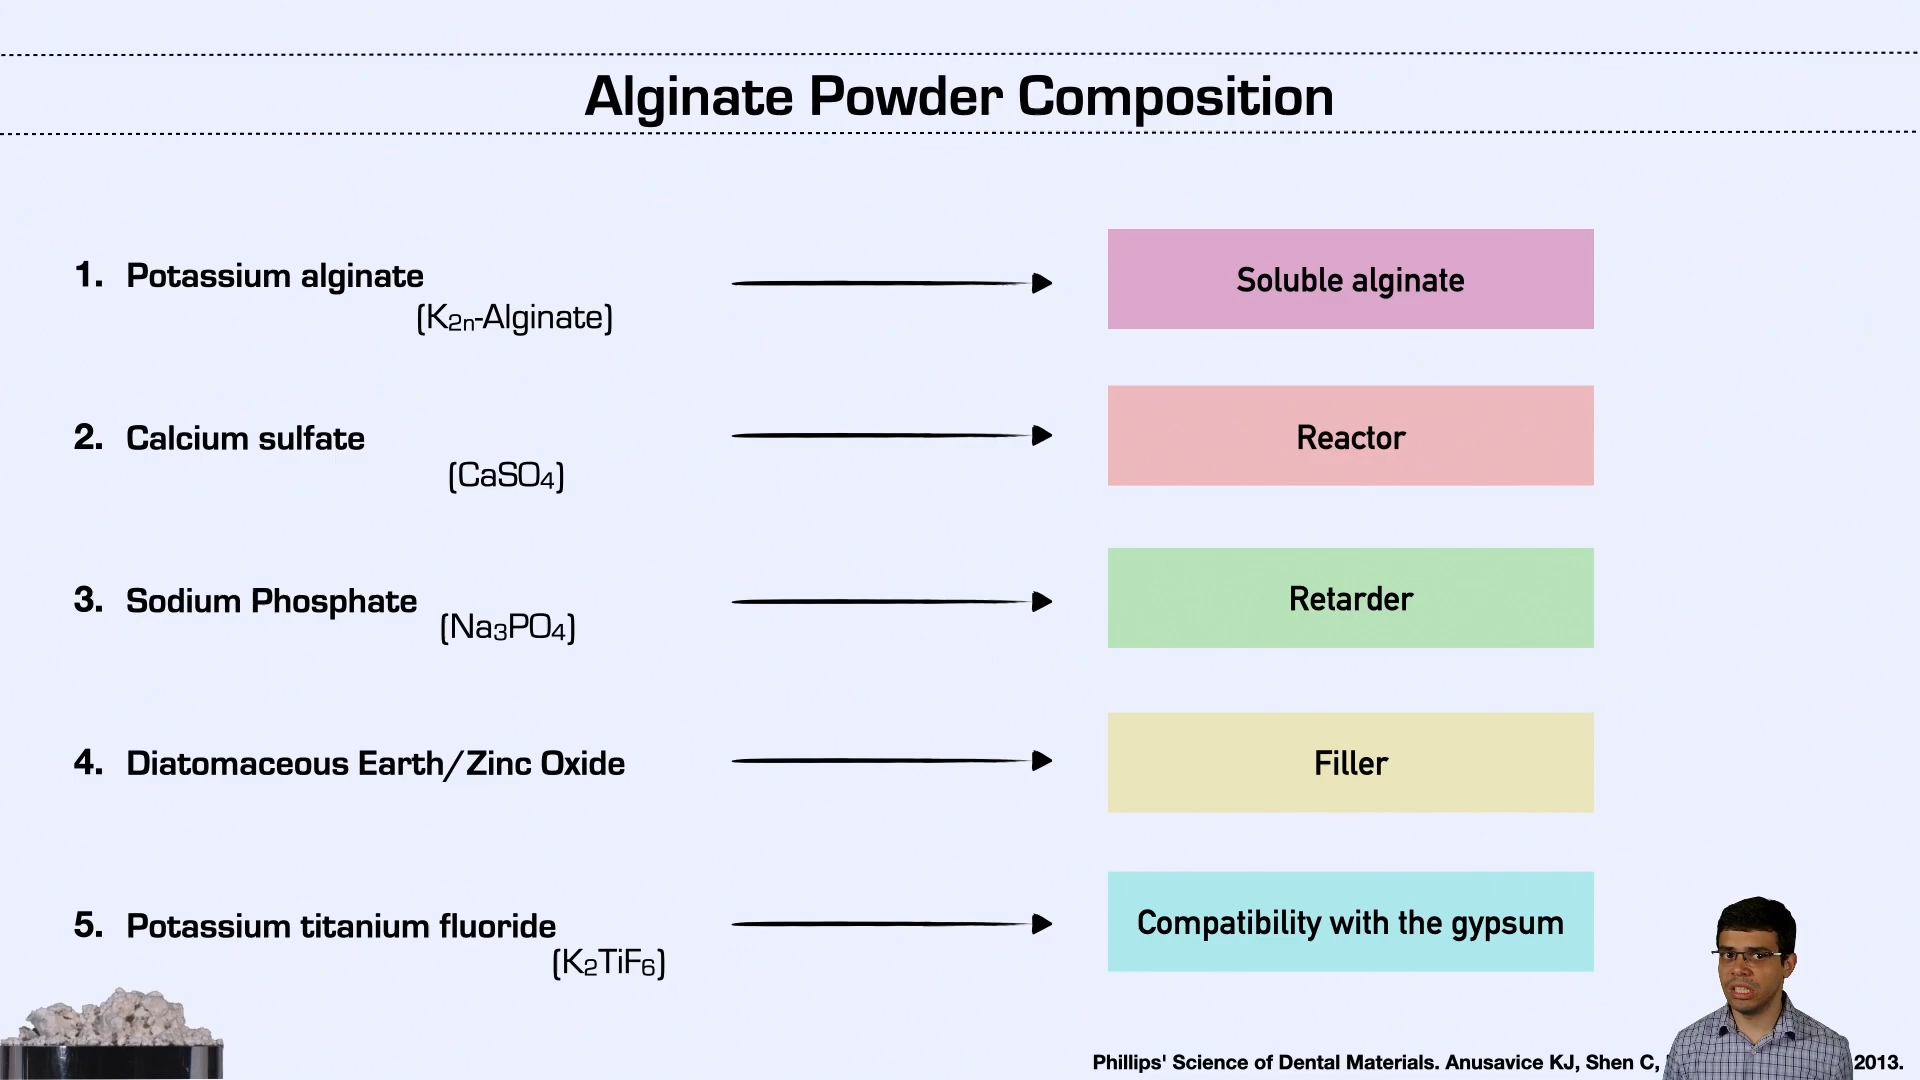 Alginate Powder Composition
1. Potassium alginate
(K₂ₙ-Alginate)
Soluble alginate
2. Calcium sulfate
(CaSO₄)
Reactor
3. Sodium Phosphate
(Na₃PO₄)
Retarder
4. Diatomaceous Earth/Zinc Oxide
Filler
5. Potassium titanium fluoride
(K₂TiF₆)
Compatibility with the gypsum
Phillips' Science of Dental Materials. Anusavice KJ, Shen C, 2013.